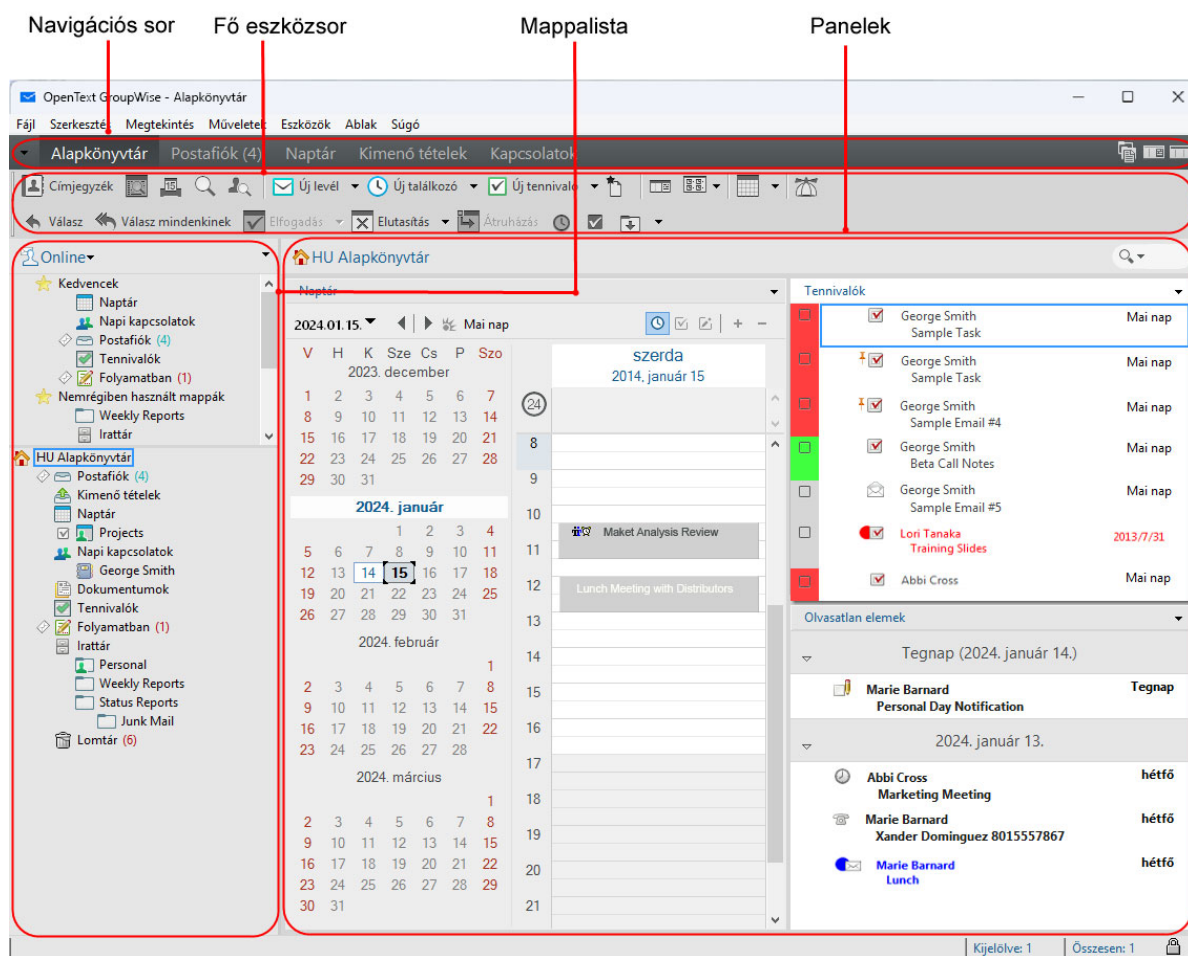 Navigációs sor Fő eszközsor Mappalista Panelek
OpenText GroupWise - Alapkönyvtár
Fájl Szerkesztés Megtekintés Műveletek Eszközök Ablak Súgó
Alapkönyvtár Postafiók (4) Naptár Kimenő tételek Kapcsolatok
Címjegyzék 15 Új levél Új találkozó Új tennivaló
Válasz Válasz mindenkinek Elfogadás Elutasítás Átruházás
Online
Kedvencek
Naptár
Napi kapcsolatok
Postafiók (4)
Tennivalók
Folyamatban (1)
Nemrégiben használt mappák
Weekly Reports
Irattár
HU Alapkönyvtár
Postafiók (4)
Kimenő tételek
Naptár
Projects
Napi kapcsolatok
George Smith
Dokumentumok
Tennivalók
Folyamatban (1)
Irattár
Personal
Weekly Reports
Status Reports
Junk Mail
Lomtár (6)
HU Alapkönyvtár
Naptár
2024.01.15. Mai nap
V H K Sze Cs P Szo
2023. december
1 2 3 4 5 6 7
8 9 10 11 12 13 14
15 16 17 18 19 20 21
22 23 24 25 26 27 28
29 30 31
2024. január
1 2 3 4
5 6 7 8 9 10 11
12 13 14 15 16 17 18
19 20 21 22 23 24 25
26 27 28 29 30 31
2024. február
1
2 3 4 5 6 7 8
9 10 11 12 13 14 15
16 17 18 19 20 21 22
23 24 25 26 27 28
2024. március
1
2 3 4 5 6 7 8
9 10 11 12 13 14 15
16 17 18 19 20 21 22
23 24 25 26 27 28 29
30 31
szerda
2014. január 15
24
8
9
10
Maket Analysis Review
11
12
Lunch Meeting with Distributors
13
14
15
16
17
18
19
20
21
Tennivalók
George Smith Mai nap
Sample Task
George Smith Mai nap
Sample Task
George Smith Mai nap
Sample Email #4
George Smith Mai nap
Beta Call Notes
George Smith Mai nap
Sample Email #5
Lori Tanaka 2013/7/31
Training Slides
Abbi Cross Mai nap
Olvasatlan elemek
Tegnap (2024. január 14.)
Marie Barnard Tegnap
Personal Day Notification
2024. január 13.
Abbi Cross hétfő
Marketing Meeting
Marie Barnard hétfő
Xander Dominguez 8015557867
Marie Barnard hétfő
Lunch
Kijelölve: 1 Összesen: 1